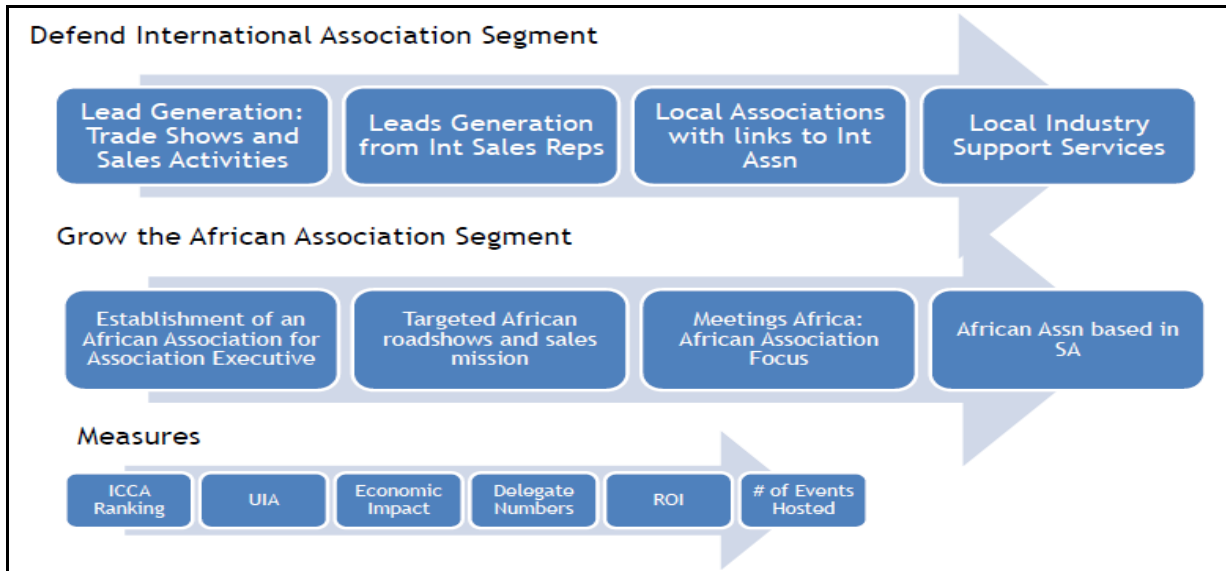 Defend International Association Segment
Lead Generation:
Trade Shows and
Sales Activities
Leads Generation
from Int Sales Reps
Local Associations
with links to Int
Assn
Local Industry
Support Services
Grow the African Association Segment
Establishment of an
African Association for
Association Executive
Targeted African
roadshows and sales
mission
Meetings Africa:
African Association
Focus
African Assn based in
SA
Measures
ICCA
Ranking
UIA
Economic
Impact
Delegate
Numbers
ROI
# of Events
Hosted